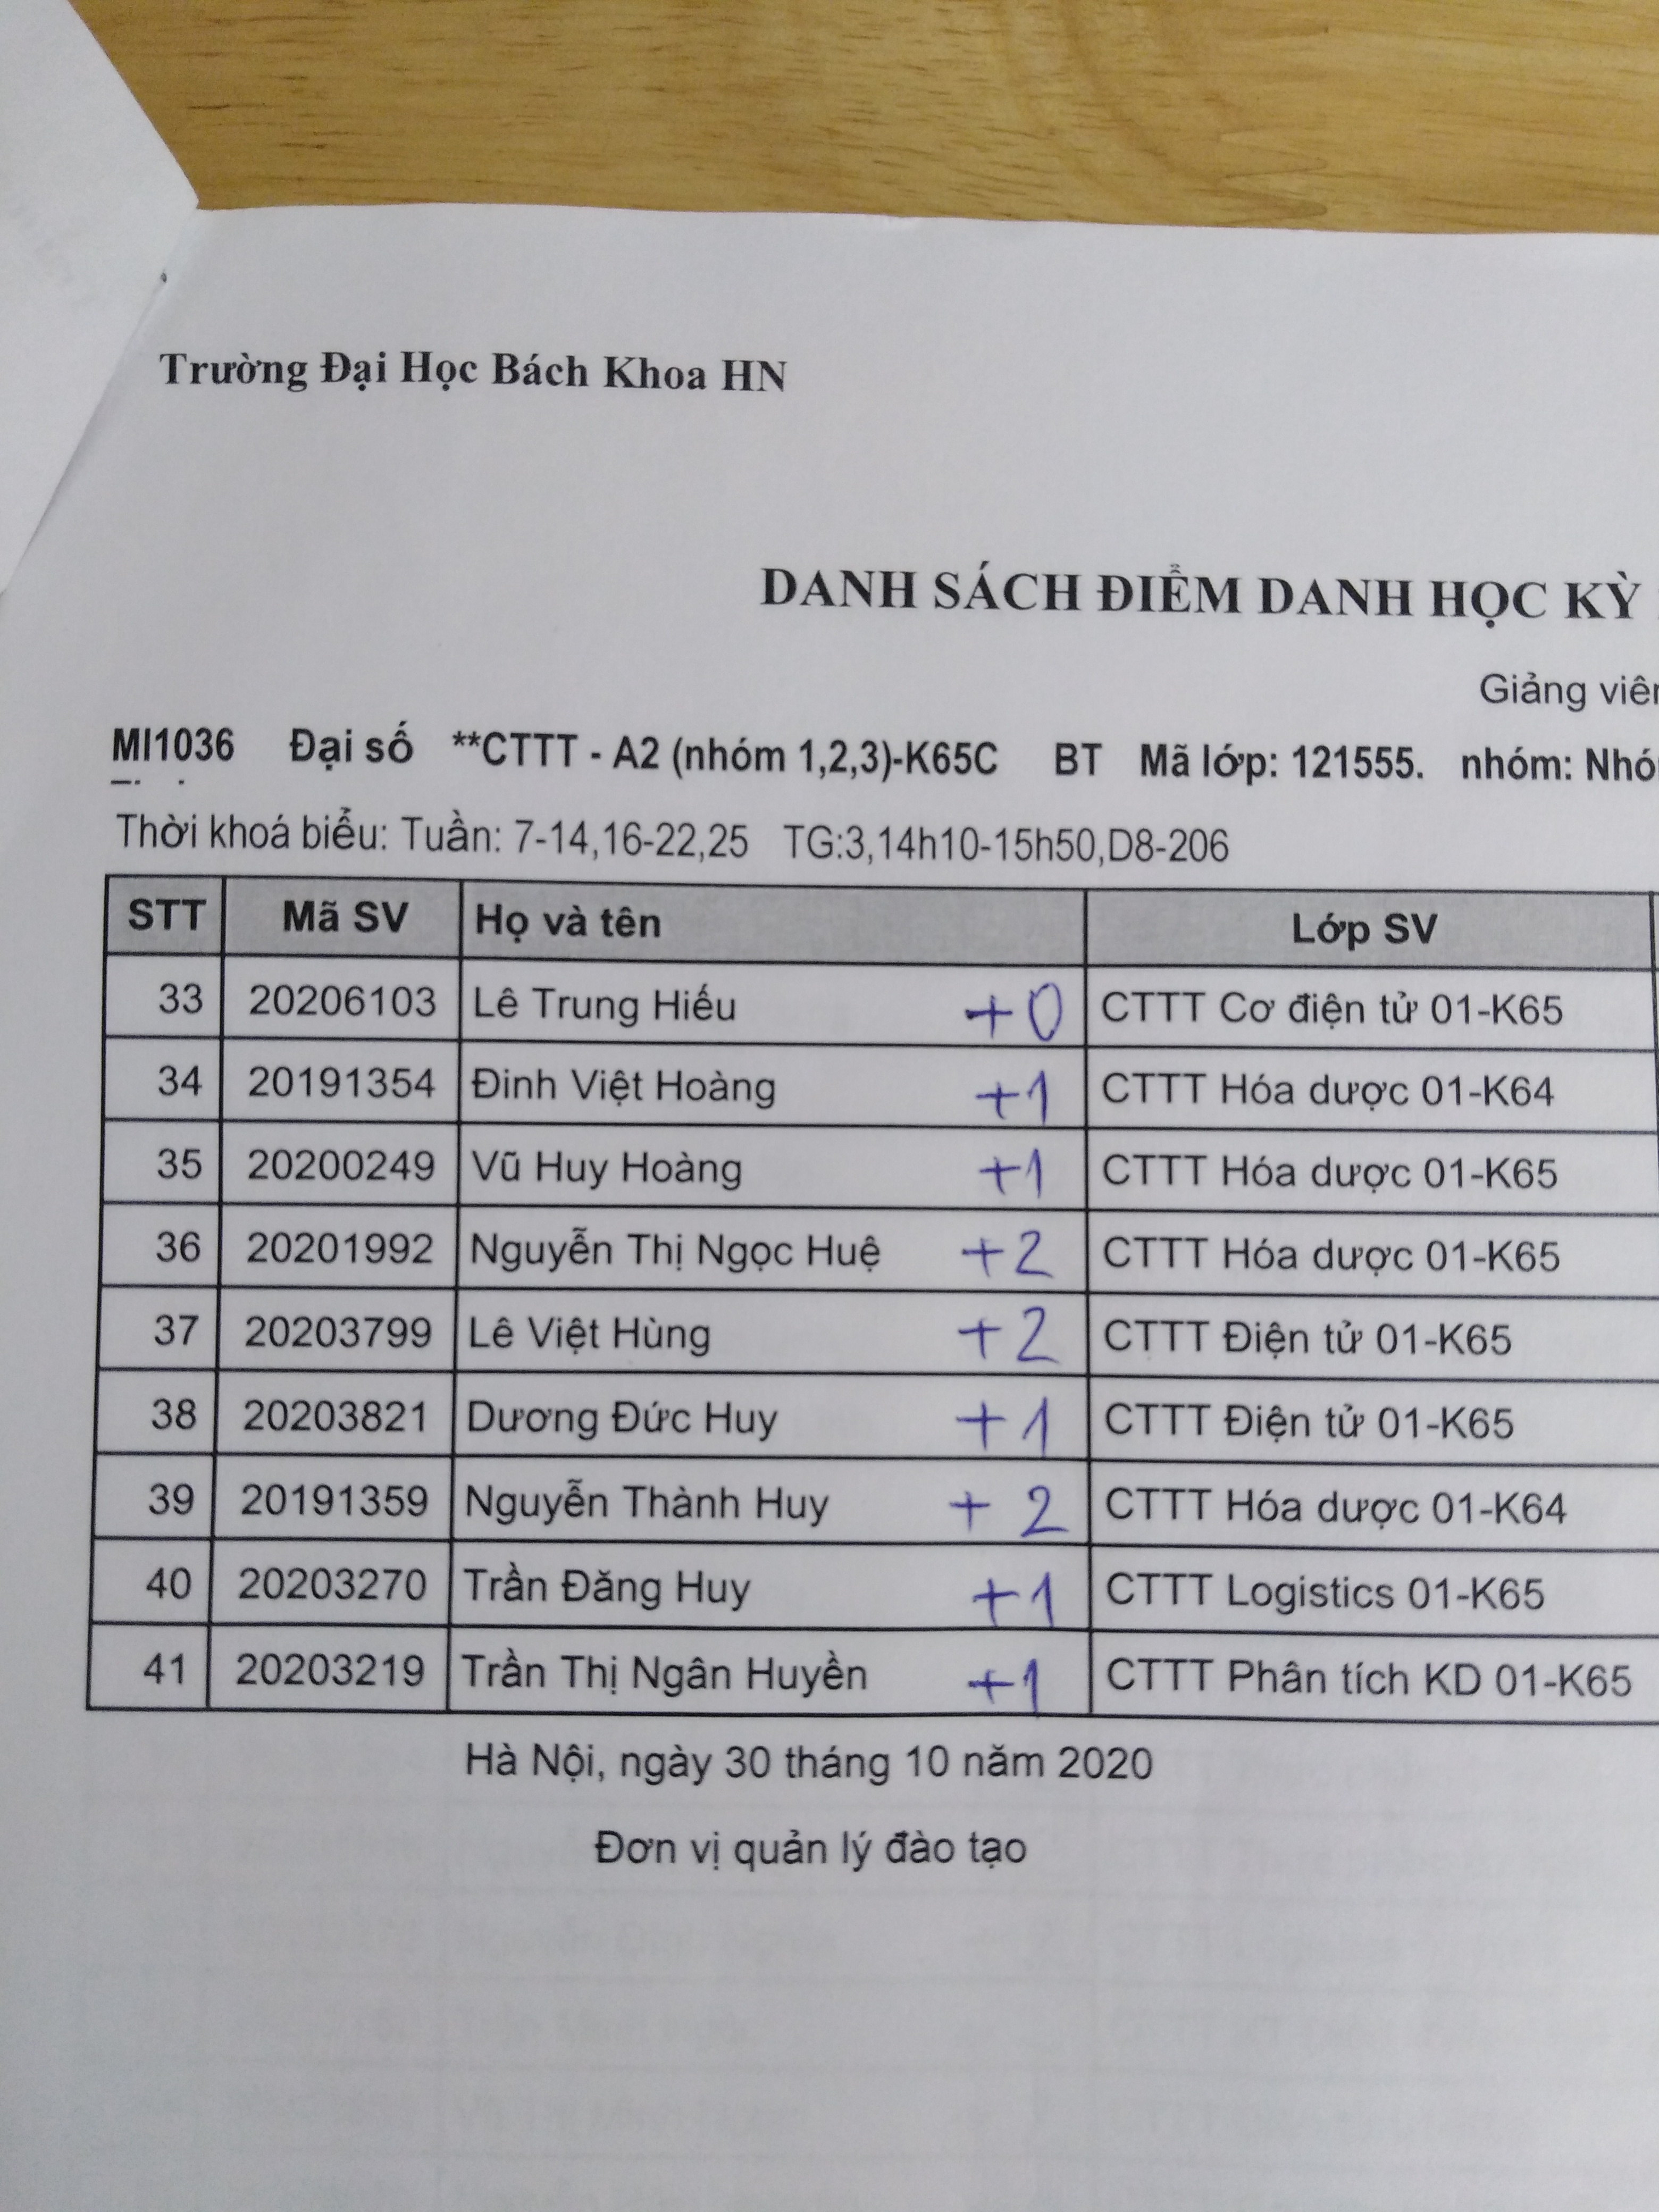 Trường Đại Học Bách Khoa HN
DANH SÁCH ĐIỂM DANH HỌC KỲ
Giảng viên
MI1036 Đại số **CTTT - A2 (nhóm 1,2,3)-K65C BT Mã lớp: 121555. nhóm: Nhó
Thời khoá biểu: Tuần: 7-14,16-22,25 TG:3,14h10-15h50,D8-206
STT Mã SV Họ và tên Lớp SV
33 20206103 Lê Trung Hiếu +0 CTTT Cơ điện tử 01-K65
34 20191354 Đinh Việt Hoàng +1 CTTT Hóa dược 01-K64
35 20200249 Vũ Huy Hoàng +1 CTTT Hóa dược 01-K65
36 20201992 Nguyễn Thị Ngọc Huệ +2 CTTT Hóa dược 01-K65
37 20203799 Lê Việt Hùng +2 CTTT Điện tử 01-K65
38 20203821 Dương Đức Huy +1 CTTT Điện tử 01-K65
39 20191359 Nguyễn Thành Huy + 2 CTTT Hóa dược 01-K64
40 20203270 Trần Đăng Huy +1 CTTT Logistics 01-K65
41 20203219 Trần Thị Ngân Huyền +1 CTTT Phân tích KD 01-K65
Hà Nội, ngày 30 tháng 10 năm 2020
Đơn vị quản lý đào tạo